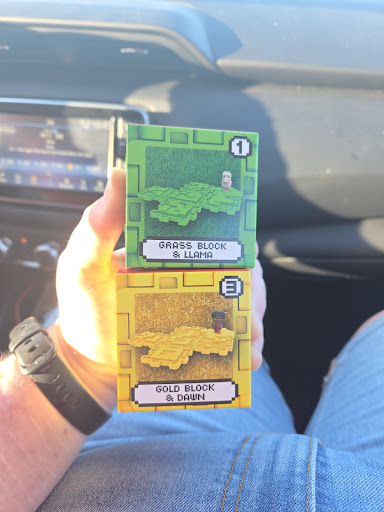 1
GRASS BLOCK
& LLAMA
3
GOLD BLOCK
& DAWN